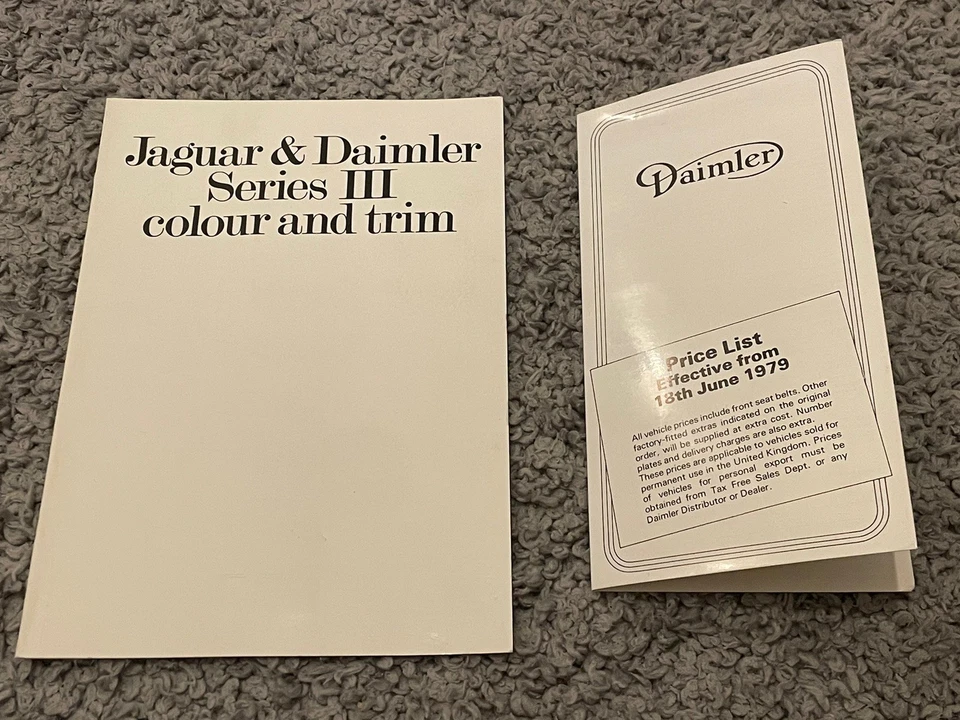 Jaguar & Daimler
Series III
colour and trim
Daimler
Price List
Effective from
18th June 1979
All vehicle prices include front seat belts. Other
factory-fitted extras indicated on the original
order, will be supplied at extra cost. Number
plates and delivery charges are also extra.
These prices are applicable to vehicles sold for
permanent use in the United Kingdom. Prices
of vehicles for personal export must be
obtained from Tax Free Sales Dept. or any
Daimler Distributor or Dealer.